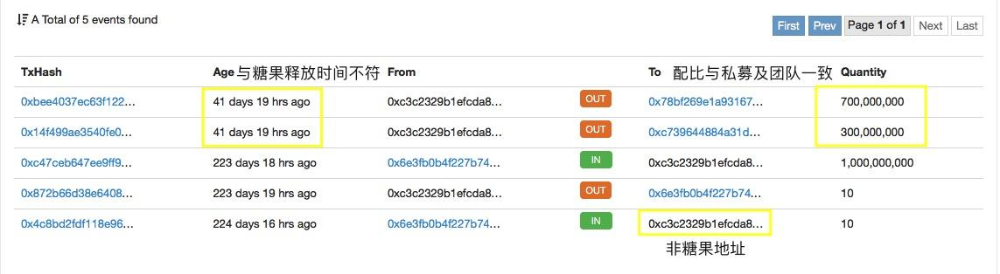 A Total of 5 events found
First Prev Page 1 of 1 Next Last
TxHash Age 与糖果释放时间不符 From To 配比与私募及团队一致 Quantity
0xbee4037ec63f122... 41 days 19 hrs ago 0xc3c2329b1efcda8... OUT 0x78bf269e1a93167... 700,000,000
0x14f499ae3540fe0... 41 days 19 hrs ago 0xc3c2329b1efcda8... OUT 0xc739644884a31d... 300,000,000
0xc47ceb647ee9ff9... 223 days 18 hrs ago 0x6e3fb0b4f227b74... IN 0xc3c2329b1efcda8... 1,000,000,000
0x872b66d38e6408... 223 days 19 hrs ago 0xc3c2329b1efcda8... OUT 0x6e3fb0b4f227b74... 10
0x4c8bd2fdf118e96... 224 days 16 hrs ago 0x6e3fb0b4f227b74... IN 0xc3c2329b1efcda8... 10
非糖果地址